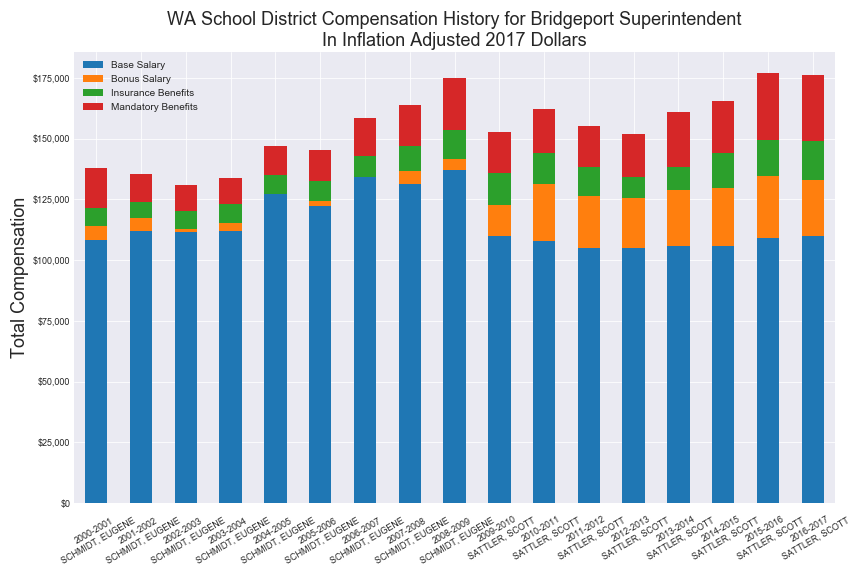 WA School District Compensation History for Bridgeport Superintendent
In Inflation Adjusted 2017 Dollars
Base Salary
Bonus Salary
Insurance Benefits
Mandatory Benefits
Total Compensation
$175,000
$150,000
$125,000
$100,000
$75,000
$50,000
$25,000
$0
2000-2001
SCHMIDT, EUGENE
2001-2002
SCHMIDT, EUGENE
2002-2003
SCHMIDT, EUGENE
2003-2004
SCHMIDT, EUGENE
2004-2005
SCHMIDT, EUGENE
2005-2006
SCHMIDT, EUGENE
2006-2007
SCHMIDT, EUGENE
2007-2008
SCHMIDT, EUGENE
2008-2009
SCHMIDT, EUGENE
2009-2010
SATTLER, SCOTT
2010-2011
SATTLER, SCOTT
2011-2012
SATTLER, SCOTT
2012-2013
SATTLER, SCOTT
2013-2014
SATTLER, SCOTT
2014-2015
SATTLER, SCOTT
2015-2016
SATTLER, SCOTT
2016-2017
SATTLER, SCOTT